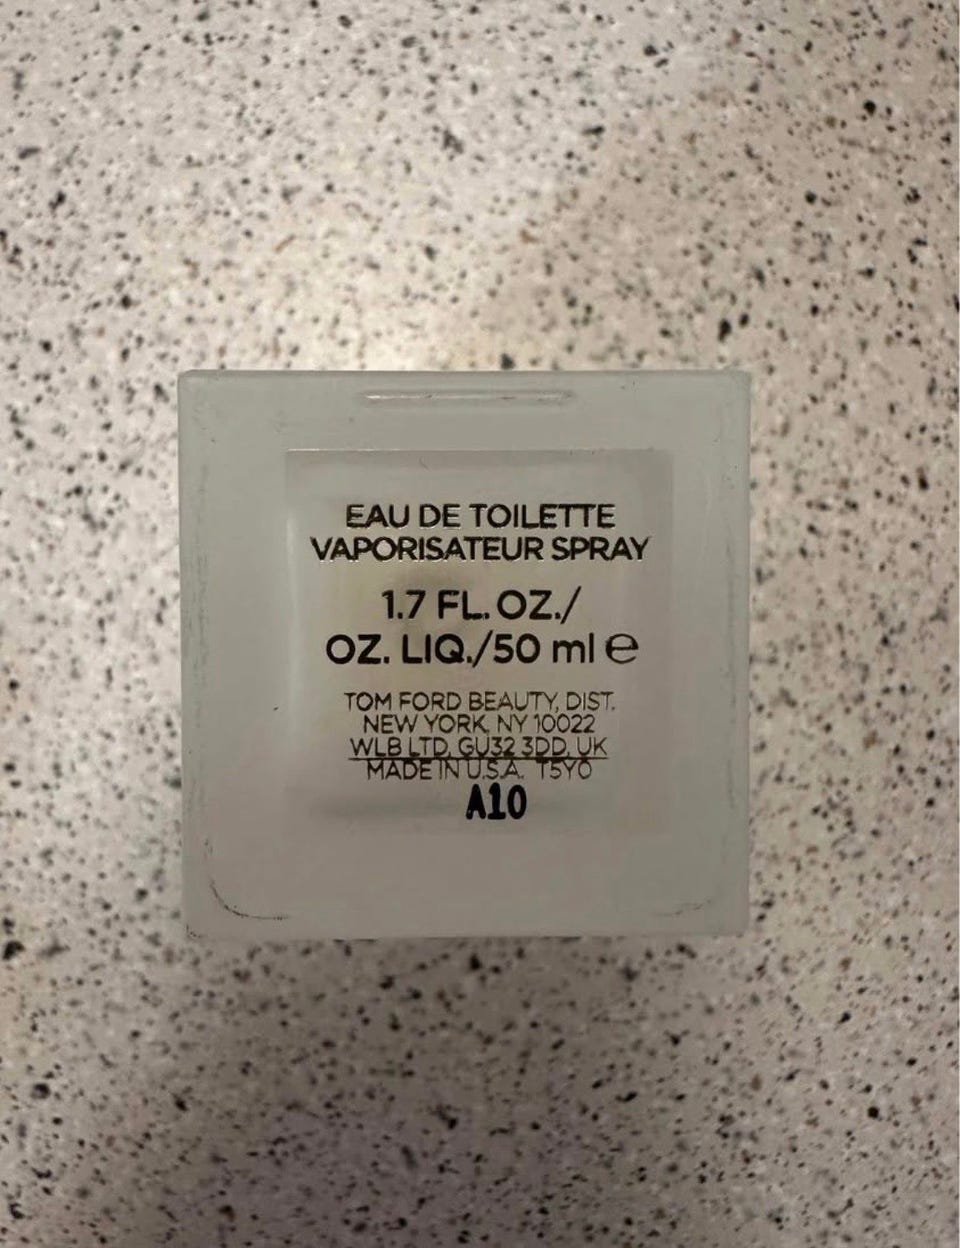 EAU DE TOILETTE
VAPORISATEUR SPRAY
1.7 FL. OZ./
OZ. LIQ./50 ml ℮
TOM FORD BEAUTY, DIST.
NEW YORK, NY 10022
WLB LTD, GU32 3DD, UK
MADE IN U.S.A. T5Y0
A10